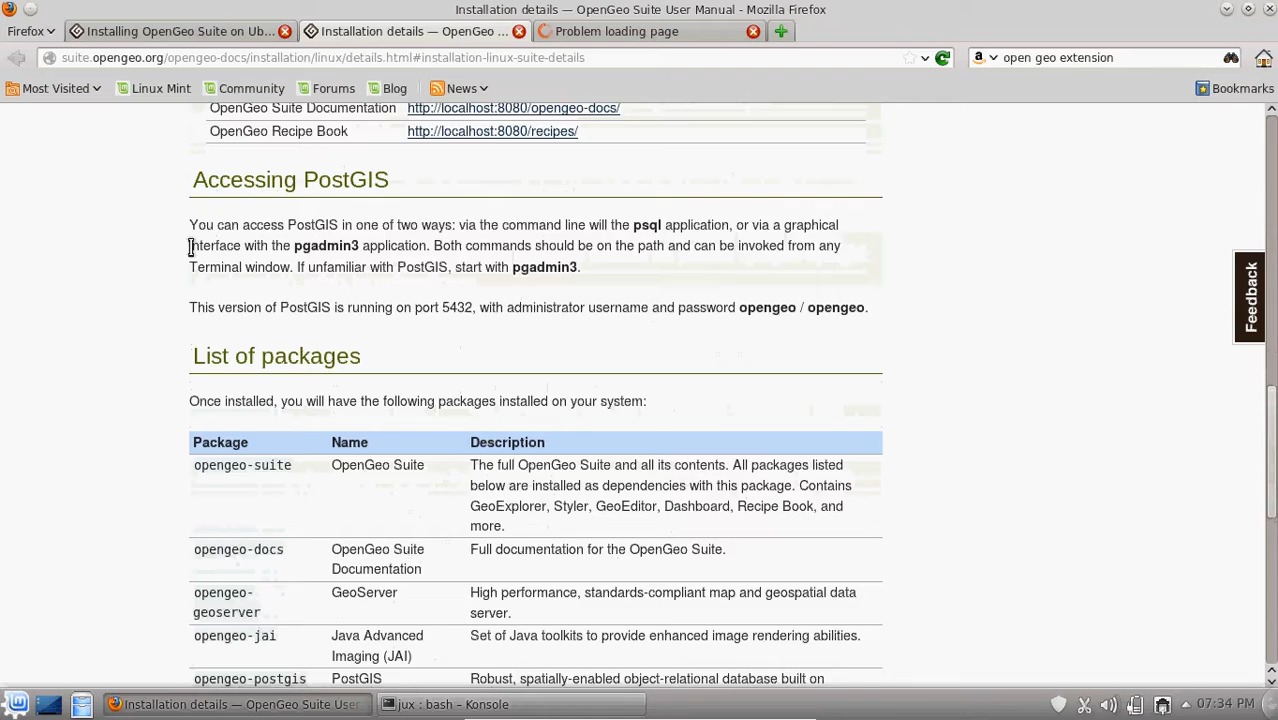 Installation details — OpenGeo Suite User Manual - Mozilla Firefox
Firefox
Installing OpenGeo Suite on Ub...
Installation details — OpenGeo ...
Problem loading page
suite.opengeo.org/opengeo-docs/installation/linux/details.html#installation-linux-suite-details
open geo extension
Most Visited
Linux Mint
Community
Forums
Blog
News
Bookmarks
OpenGeo Suite Documentation http://localhost:8080/opengeo-docs/
OpenGeo Recipe Book http://localhost:8080/recipes/
Accessing PostGIS
You can access PostGIS in one of two ways: via the command line will the psql application, or via a graphical
interface with the pgadmin3 application. Both commands should be on the path and can be invoked from any
Terminal window. If unfamiliar with PostGIS, start with pgadmin3.
This version of PostGIS is running on port 5432, with administrator username and password opengeo / opengeo.
List of packages
Once installed, you will have the following packages installed on your system:
Package Name Description
opengeo-suite OpenGeo Suite The full OpenGeo Suite and all its contents. All packages listed
below are installed as dependencies with this package. Contains
GeoExplorer, Styler, GeoEditor, Dashboard, Recipe Book, and
more.
opengeo-docs OpenGeo Suite Full documentation for the OpenGeo Suite.
Documentation
opengeo- GeoServer High performance, standards-compliant map and geospatial data
geoserver server.
opengeo-jai Java Advanced Set of Java toolkits to provide enhanced image rendering abilities.
Imaging (JAI)
opengeo-postgis PostGIS Robust, spatially-enabled object-relational database built on
Feedback
Installation details — OpenGeo Suite User
jux : bash – Konsole
07:34 PM